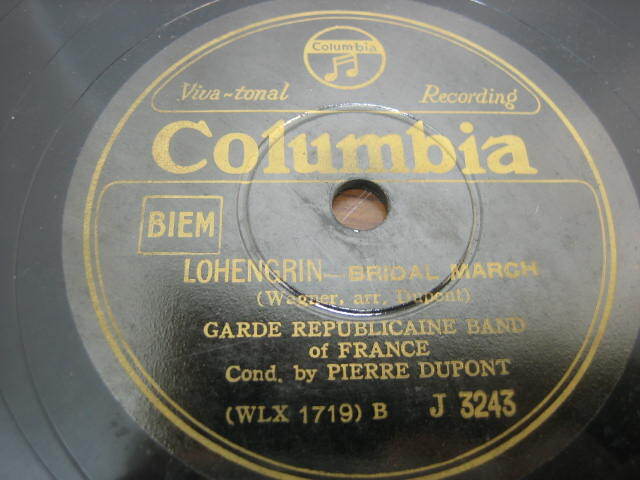 Columbia
Viva-tonal Recording
Columbia
BIEM
LOHENGRIN - BRIDAL MARCH
(Wagner, arr. Dupont)
GARDE REPUBLICAINE BAND
of FRANCE
Cond. by PIERRE DUPONT
(WLX 1719) B J 3243